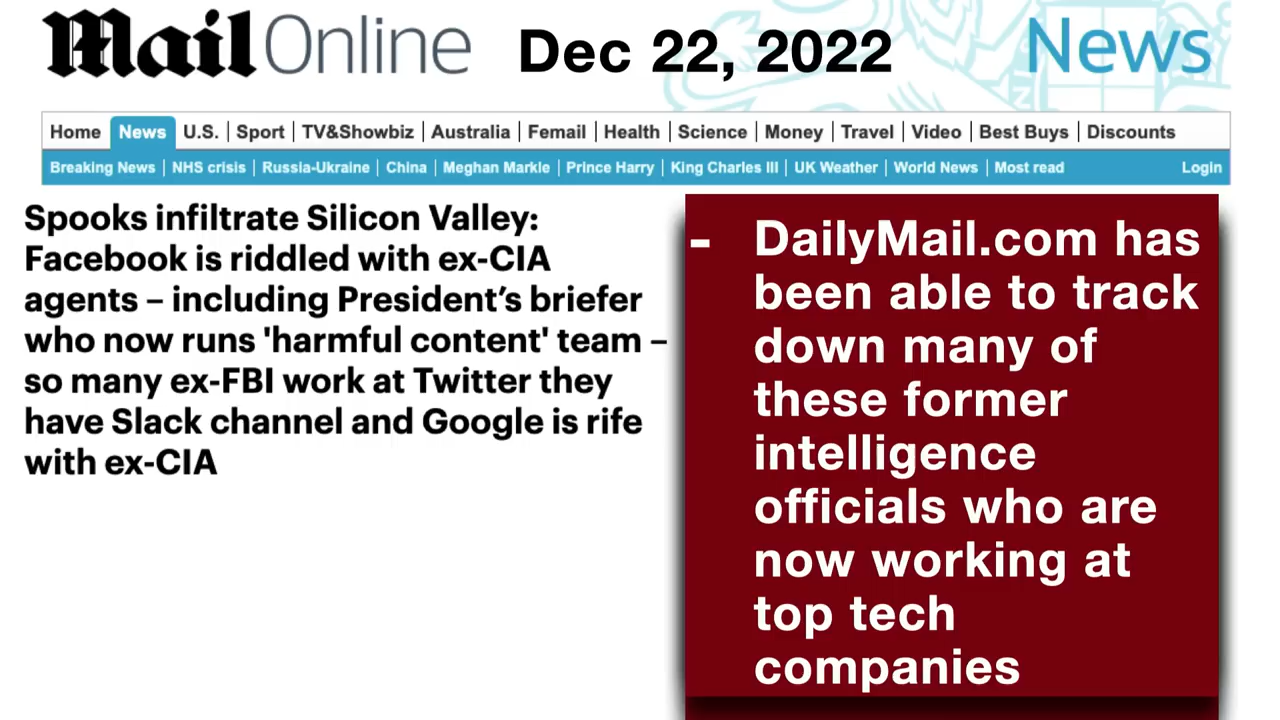 Mail Online Dec 22, 2022 News
Home News U.S. Sport TV&Showbiz Australia Femail Health Science Money Travel Video Best Buys Discounts
Breaking News NHS crisis Russia-Ukraine China Meghan Markle Prince Harry King Charles III UK Weather World News Most read Login
Spooks infiltrate Silicon Valley:
Facebook is riddled with ex-CIA
agents – including President’s briefer
who now runs 'harmful content' team –
so many ex-FBI work at Twitter they
have Slack channel and Google is rife
with ex-CIA
- DailyMail.com has
been able to track
down many of
these former
intelligence
officials who are
now working at
top tech
companies